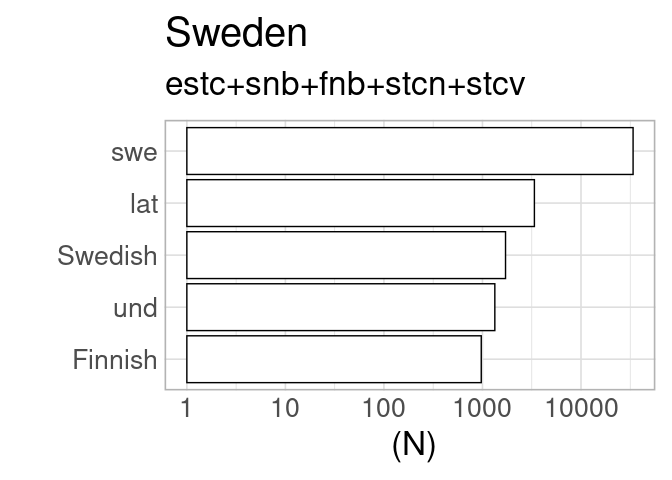 Sweden
estc+snb+fnb+stcn+stcv
swe
lat
Swedish
und
Finnish
1 10 100 1000 10000
(N)